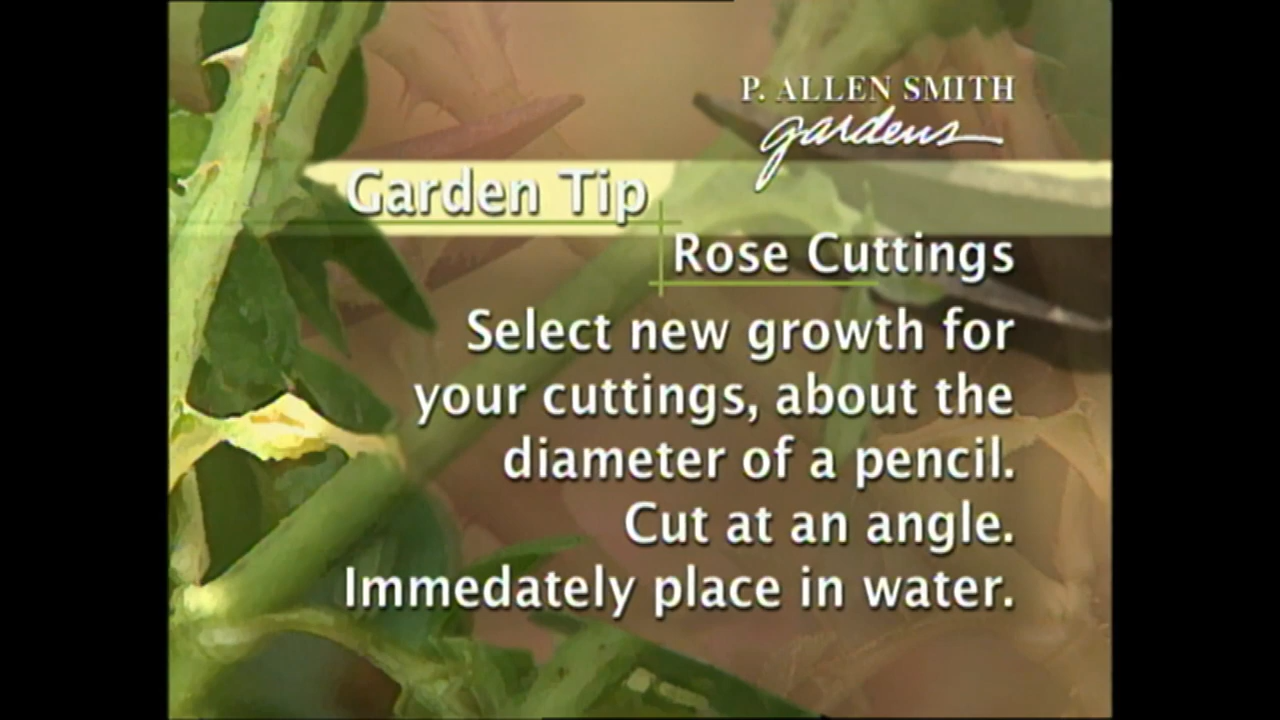 P. ALLEN SMITH
gardens
Garden Tip
Rose Cuttings
Select new growth for
your cuttings, about the
diameter of a pencil.
Cut at an angle.
Immedately place in water.